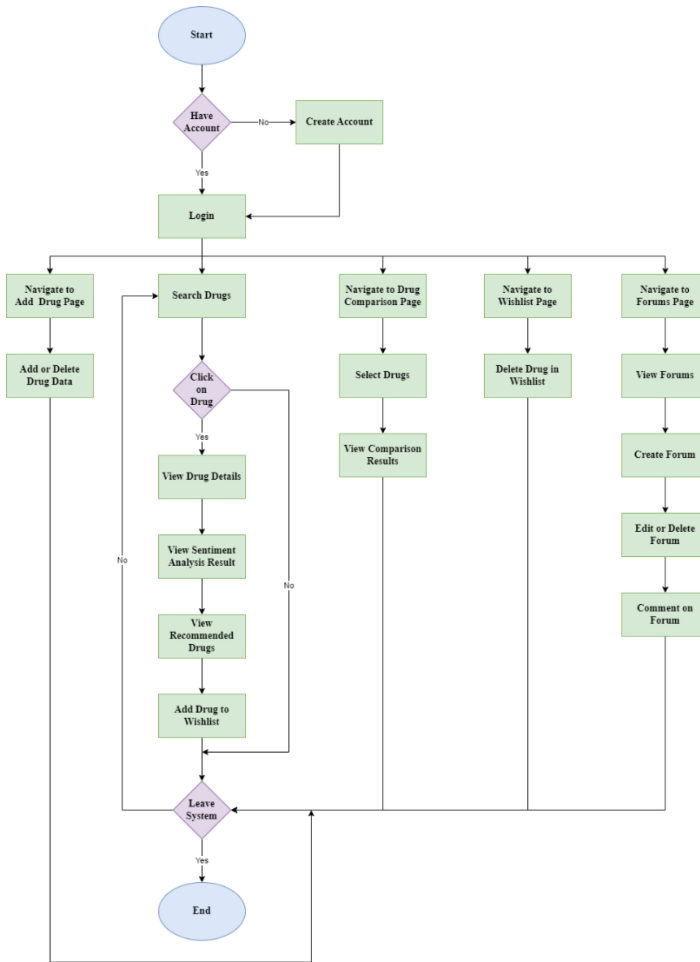 Start
Have
Account
No
Create Account
Yes
Login
Navigate to
Add Drug Page
Search Drugs
Navigate to Drug
Comparison Page
Navigate to
Wishlist Page
Navigate to
Forums Page
Add or Delete
Drug Data
Click
on
Drug
Select Drugs
Delete Drug in
Wishlist
View Forums
Yes
View Comparison
Results
Create Forum
View Drug Details
Edit or Delete
Forum
View Sentiment
Analysis Result
No
No
Comment on
Forum
View
Recommended
Drugs
Add Drug to
Wishlist
Leave
System
Yes
End